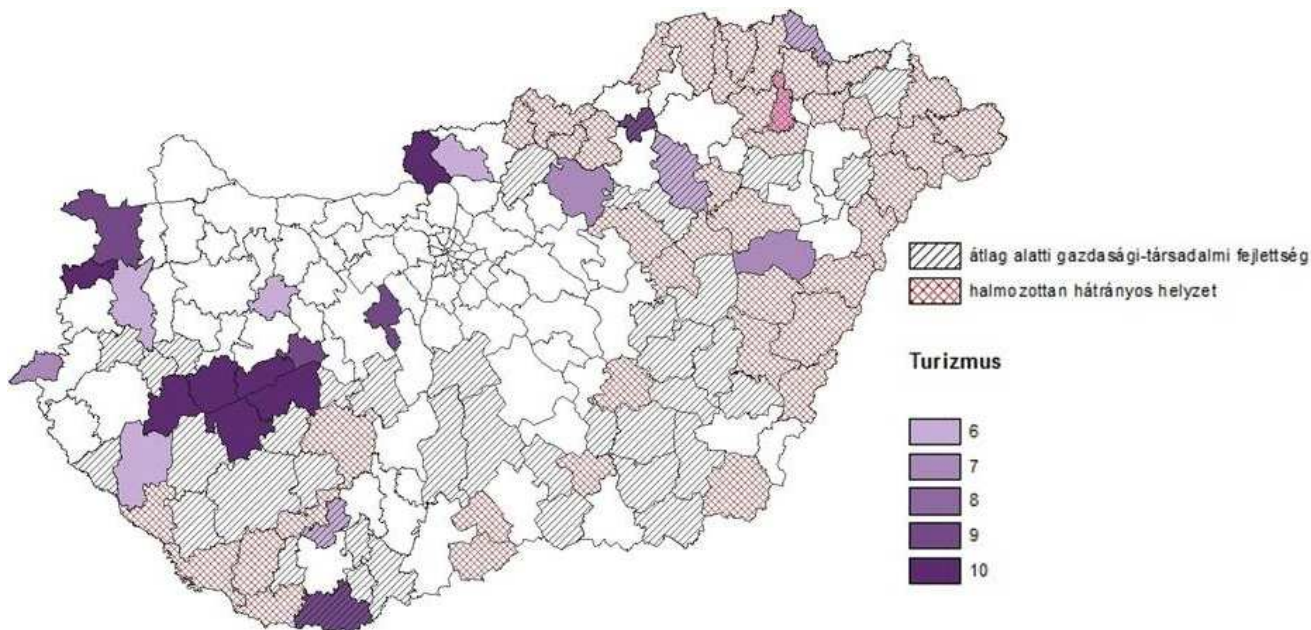 átlag alatti gazdasági-társadalmi fejlettség
halmozottan hátrányos helyzet
Turizmus
6
7
8
9
10